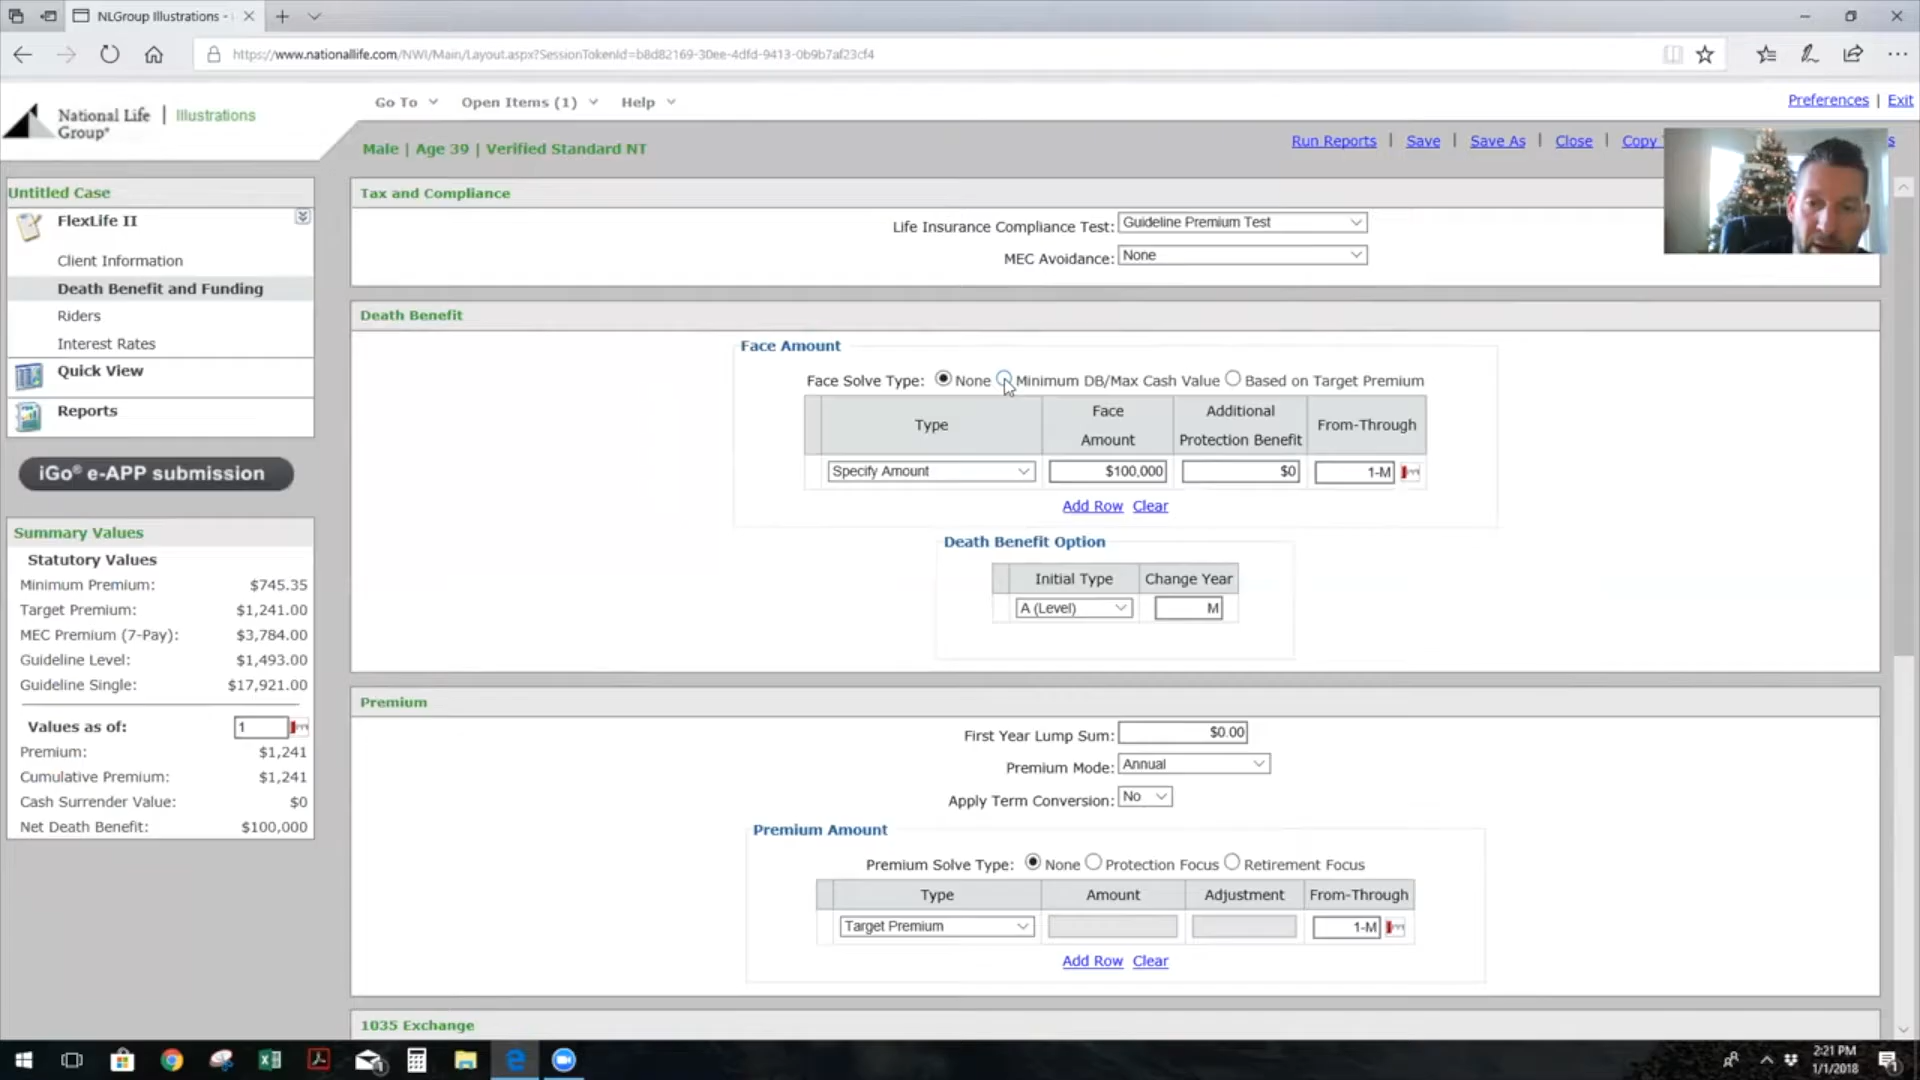 NLGroup Illustrations -
https://www.nationallife.com/NWI/Main/Layout.aspx?SessionTokenId=b8d82169-30ee-4dfd-9413-0b9b7af23cf4
National Life Group® | Illustrations
Go To Open Items (1) Help
Preferences | Exit
Male | Age 39 | Verified Standard NT
Run Reports | Save | Save As | Close | Copy
Untitled Case
FlexLife II
Client Information
Death Benefit and Funding
Riders
Interest Rates
Quick View
Reports
iGo® e-APP submission
Summary Values
Statutory Values
Minimum Premium: $745.35
Target Premium: $1,241.00
MEC Premium (7-Pay): $3,784.00
Guideline Level: $1,493.00
Guideline Single: $17,921.00
Values as of: 1
Premium: $1,241
Cumulative Premium: $1,241
Cash Surrender Value: $0
Net Death Benefit: $100,000
Tax and Compliance
Life Insurance Compliance Test: Guideline Premium Test
MEC Avoidance: None
Death Benefit
Face Amount
Face Solve Type: None Minimum DB/Max Cash Value Based on Target Premium
Type Face Amount Additional Protection Benefit From-Through
Specify Amount $100,000 $0 1-M
Add Row Clear
Death Benefit Option
Initial Type Change Year
A (Level) M
Premium
First Year Lump Sum: $0.00
Premium Mode: Annual
Apply Term Conversion: No
Premium Amount
Premium Solve Type: None Protection Focus Retirement Focus
Type Amount Adjustment From-Through
Target Premium 1-M
Add Row Clear
1035 Exchange
2:21 PM
1/1/2018